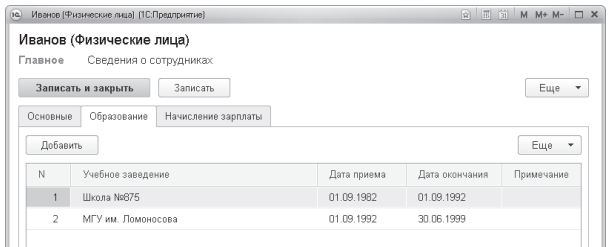 1С Иванов (Физические лица) (1С:Предприятие) 31 M M+ M-
Иванов (Физические лица)
Главное Сведения о сотрудниках
Записать и закрыть Записать Еще
Основные Образование Начисление зарплаты
Добавить Еще
N Учебное заведение Дата приема Дата окончания Примечание
1 Школа №875 01.09.1982 01.09.1992
2 МГУ им. Ломоносова 01.09.1992 30.06.1999